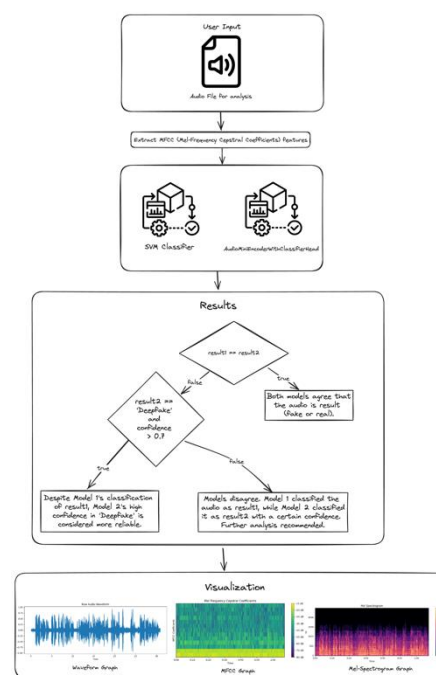 User Input
Audio File for analysis
Extract MFCC (Mel-Frequency Cepstral Coefficients) features
SVM Classifier
AudioMiniEncoderWithClassifierHead
Results
result1 == result2
false
true
result2 ==
'Deepfake'
and
confidence
> 0.7
Both models agree that
the audio is result
(fake or real).
true
false
Despite Model 1's classification
of result1, Model 2's high
confidence in 'Deepfake' is
considered more reliable.
Models disagree. Model 1 classified the
audio as result1, while Model 2 classified
it as result2 with a certain confidence.
Further analysis recommended.
Visualization
Waveform Graph
MFCC Graph
Mel-Spectrogram Graph